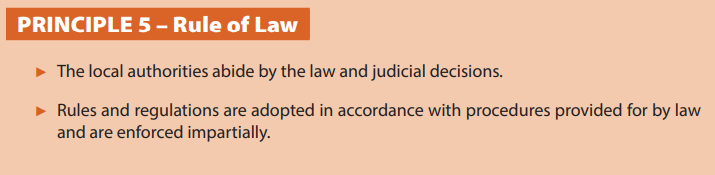 PRINCIPLE 5 – Rule of Law
► The local authorities abide by the law and judicial decisions.
► Rules and regulations are adopted in accordance with procedures provided for by law
and are enforced impartially.